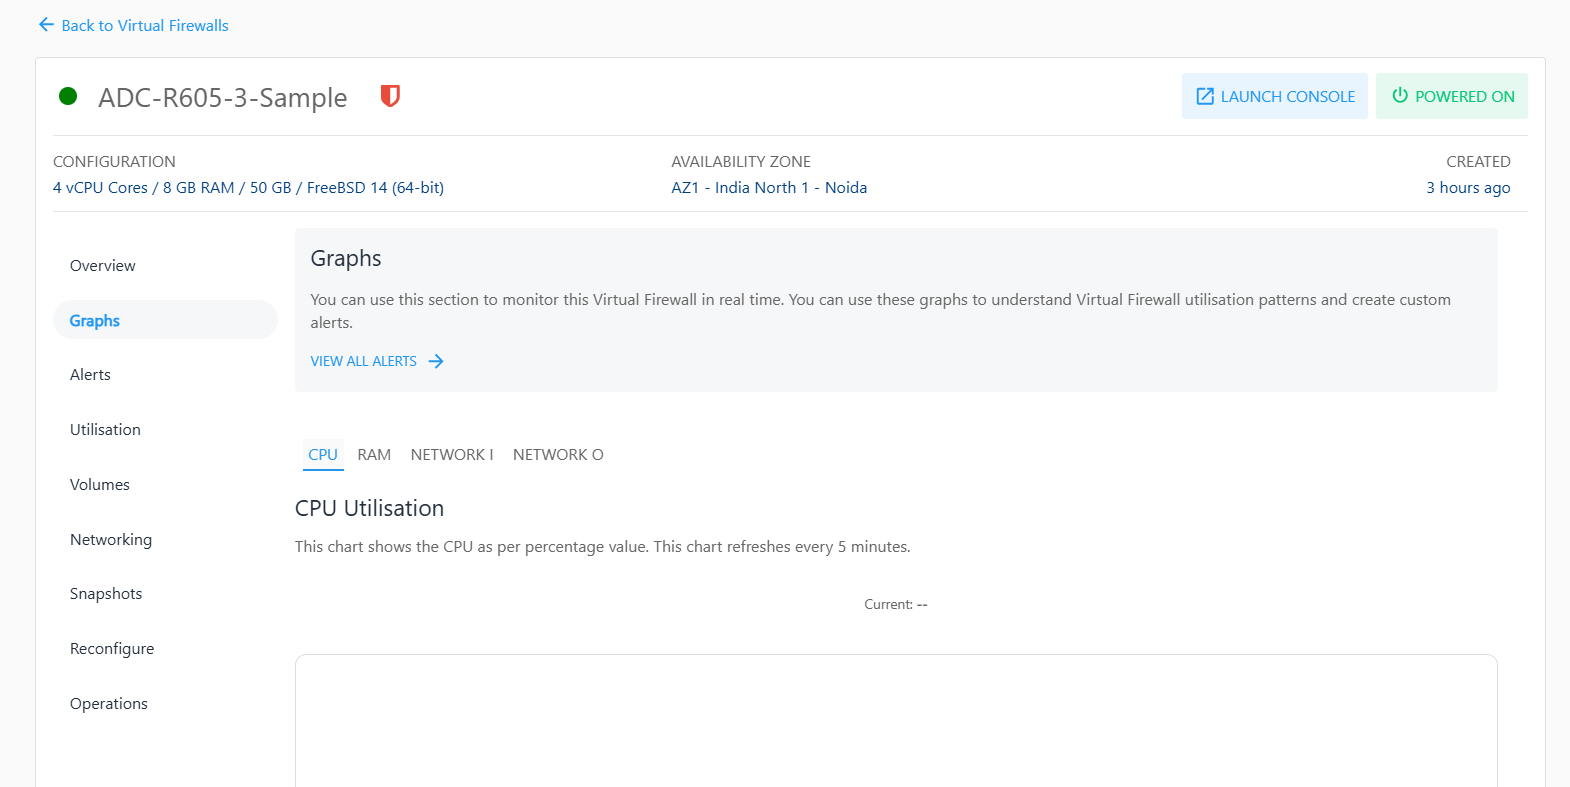 Back to Virtual Firewalls
ADC-R605-3-Sample
LAUNCH CONSOLE
POWERED ON
CONFIGURATION
4 vCPU Cores / 8 GB RAM / 50 GB / FreeBSD 14 (64-bit)
AVAILABILITY ZONE
AZ1 - India North 1 - Noida
CREATED
3 hours ago
Overview
Graphs
Alerts
Utilisation
Volumes
Networking
Snapshots
Reconfigure
Operations
Graphs
You can use this section to monitor this Virtual Firewall in real time. You can use these graphs to understand Virtual Firewall utilisation patterns and create custom
alerts.
VIEW ALL ALERTS
CPU RAM NETWORK I NETWORK O
CPU Utilisation
This chart shows the CPU as per percentage value. This chart refreshes every 5 minutes.
Current: --